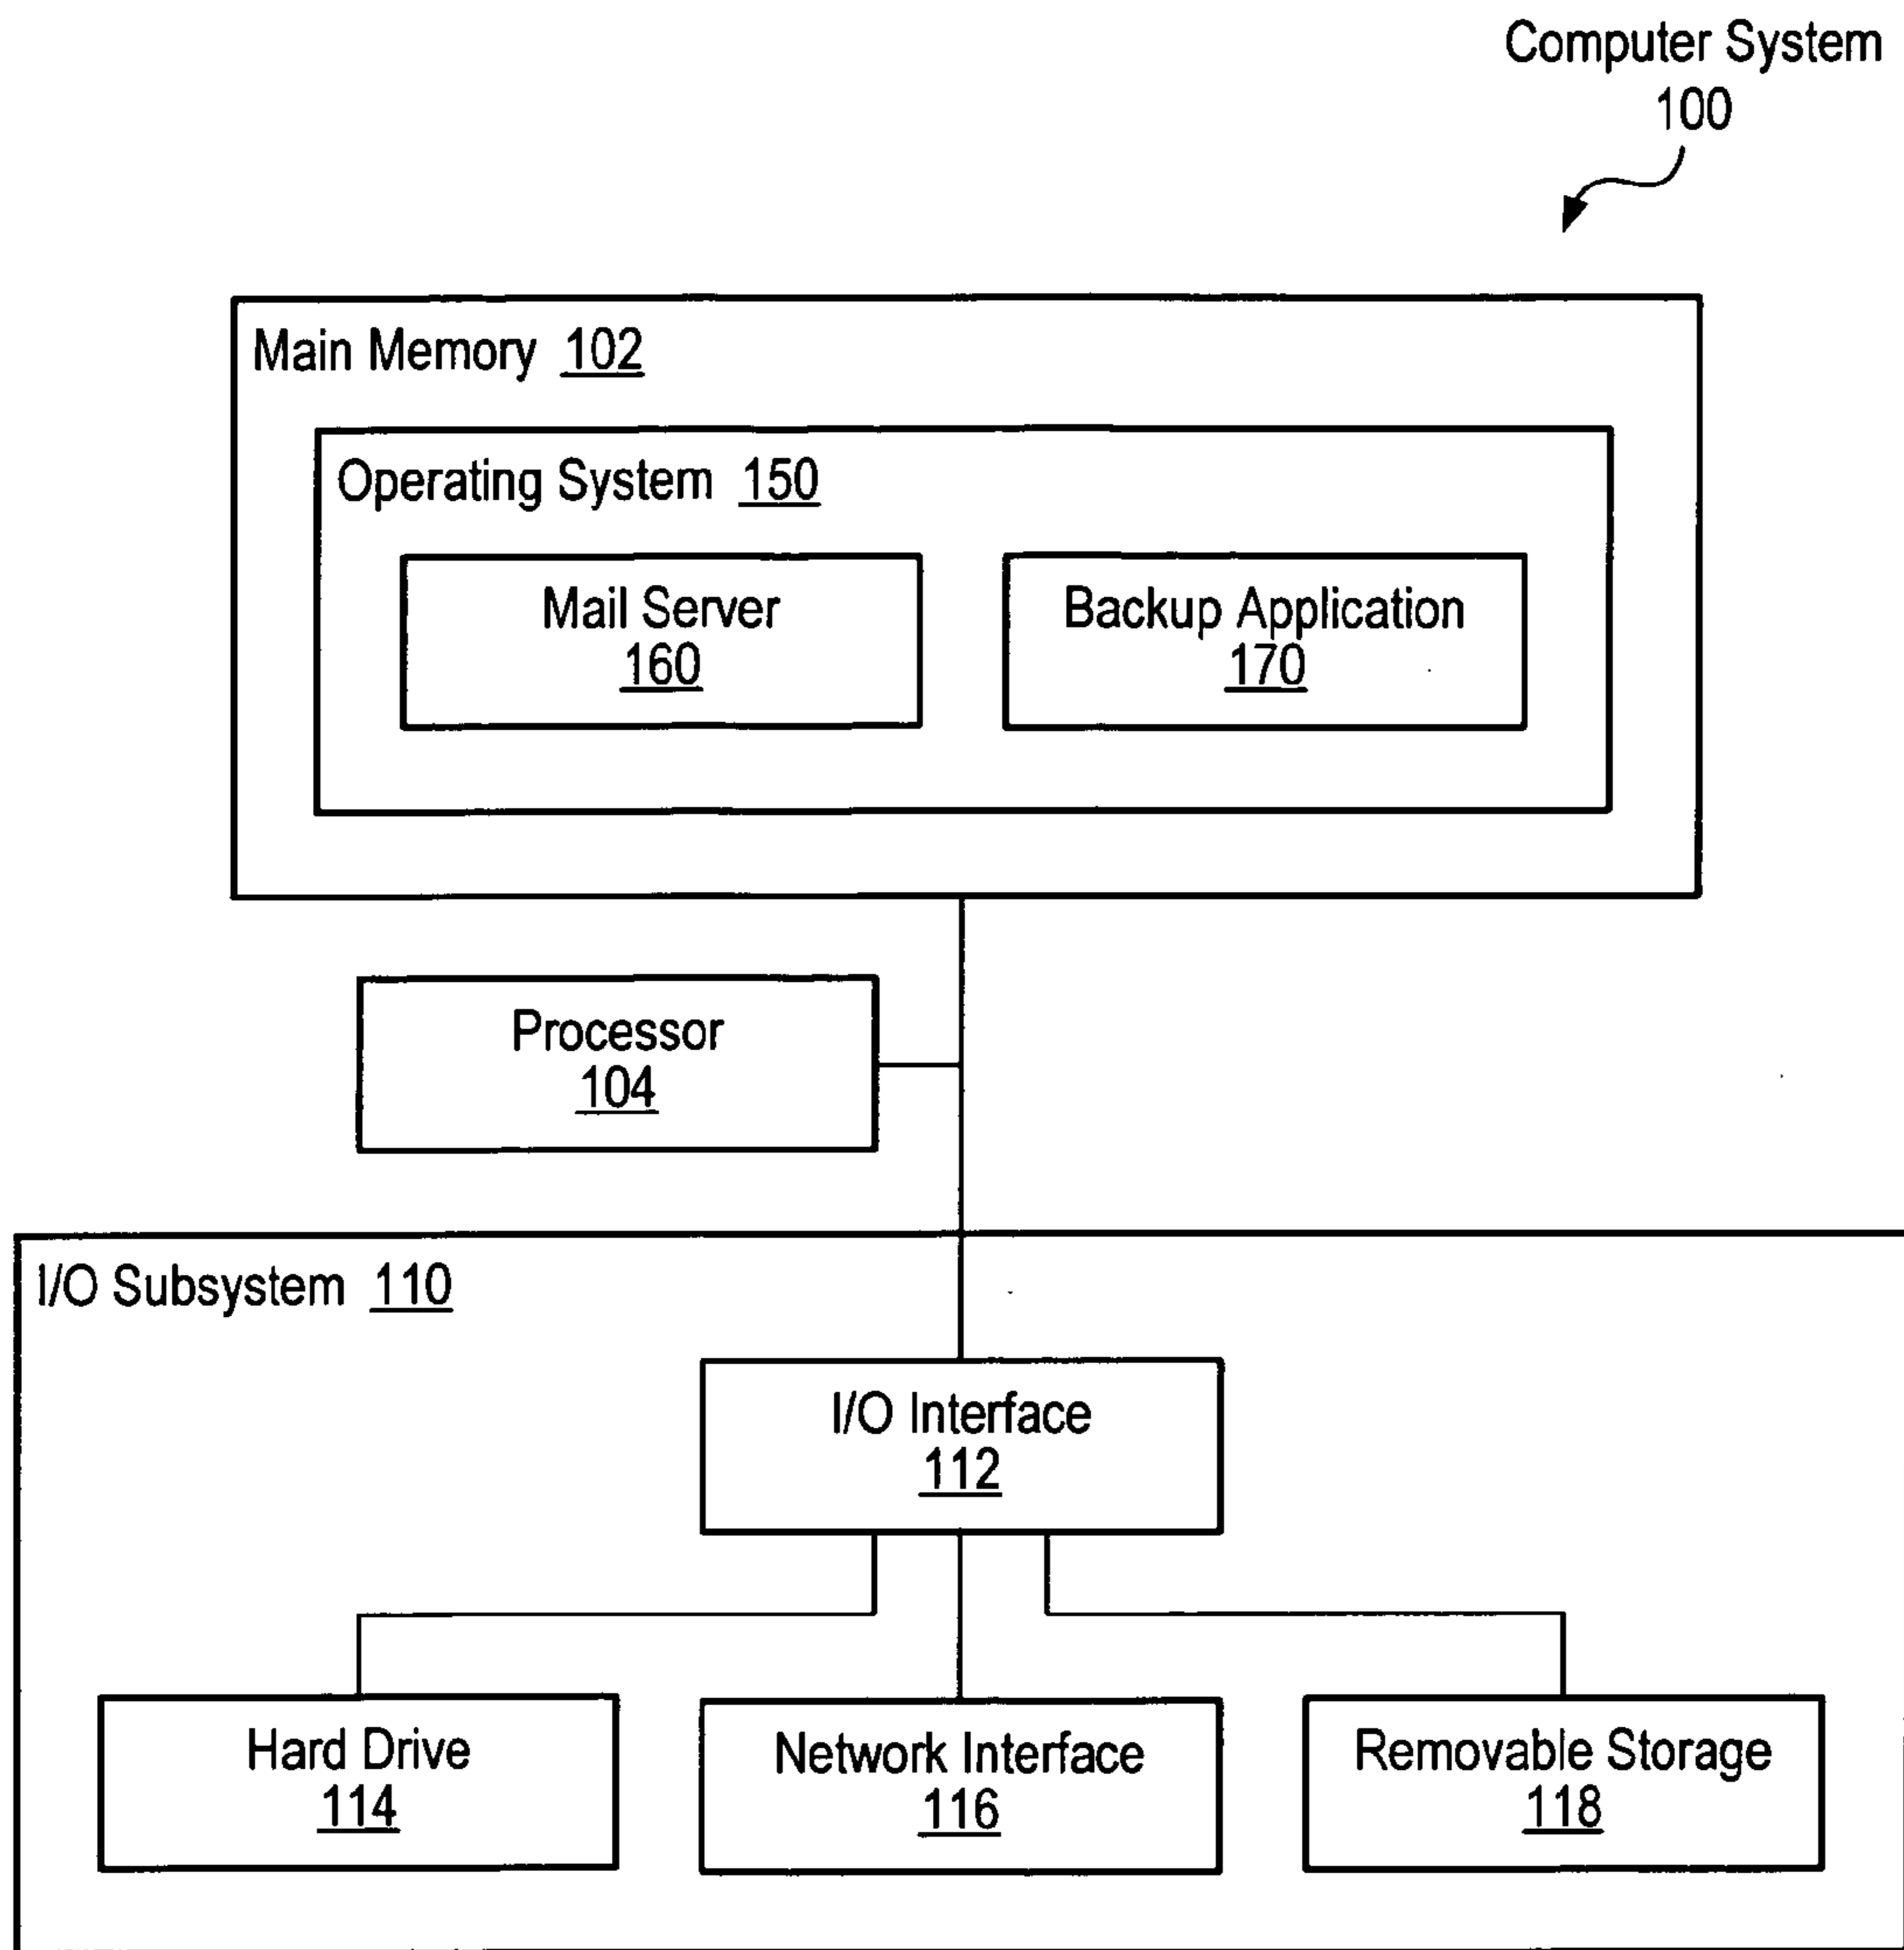 Computer System
100
Main Memory 102
Operating System 150
Mail Server
160
Backup Application
170
Processor
104
I/O Subsystem 110
I/O Interface
112
Hard Drive
114
Network Interface
116
Removable Storage
118